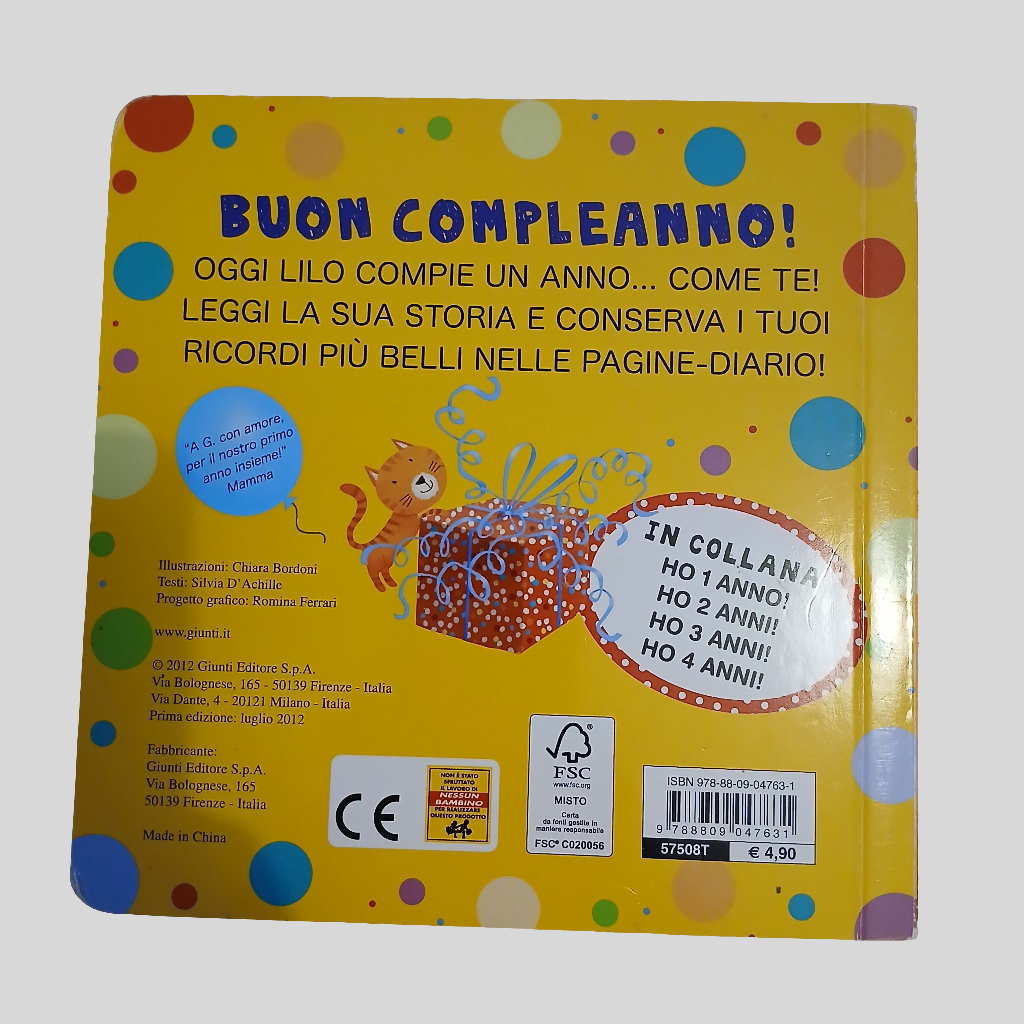 BUON COMPLEANNO!
OGGI LILO COMPIE UN ANNO... COME TE!
LEGGI LA SUA STORIA E CONSERVA I TUOI
RICORDI PIÙ BELLI NELLE PAGINE-DIARIO!
"A G. con amore,
per il nostro primo
anno insieme!"
Mamma
IN COLLANA
HO 1 ANNO!
HO 2 ANNI!
HO 3 ANNI!
HO 4 ANNI!
Illustrazioni: Chiara Bordoni
Testi: Silvia D'Achille
Progetto grafico: Romina Ferrari
www.giunti.it
© 2012 Giunti Editore S.p.A.
Via Bolognese, 165 - 50139 Firenze - Italia
Via Dante, 4 - 20121 Milano - Italia
Prima edizione: luglio 2012
Fabbricante:
Giunti Editore S.p.A.
Via Bolognese, 165
50139 Firenze - Italia
Made in China
CE
NON È STATO
SFRUTTATO
IL LAVORO DI
NESSUN
BAMBINO
PER REALIZZARE
QUESTO PRODOTTO
®
FSC
www.fsc.org
MISTO
Carta
da fonti gestite in
maniera responsabile
FSC® C020056
ISBN 978-88-09-04763-1
9 788809 047631
57508T
€ 4,90